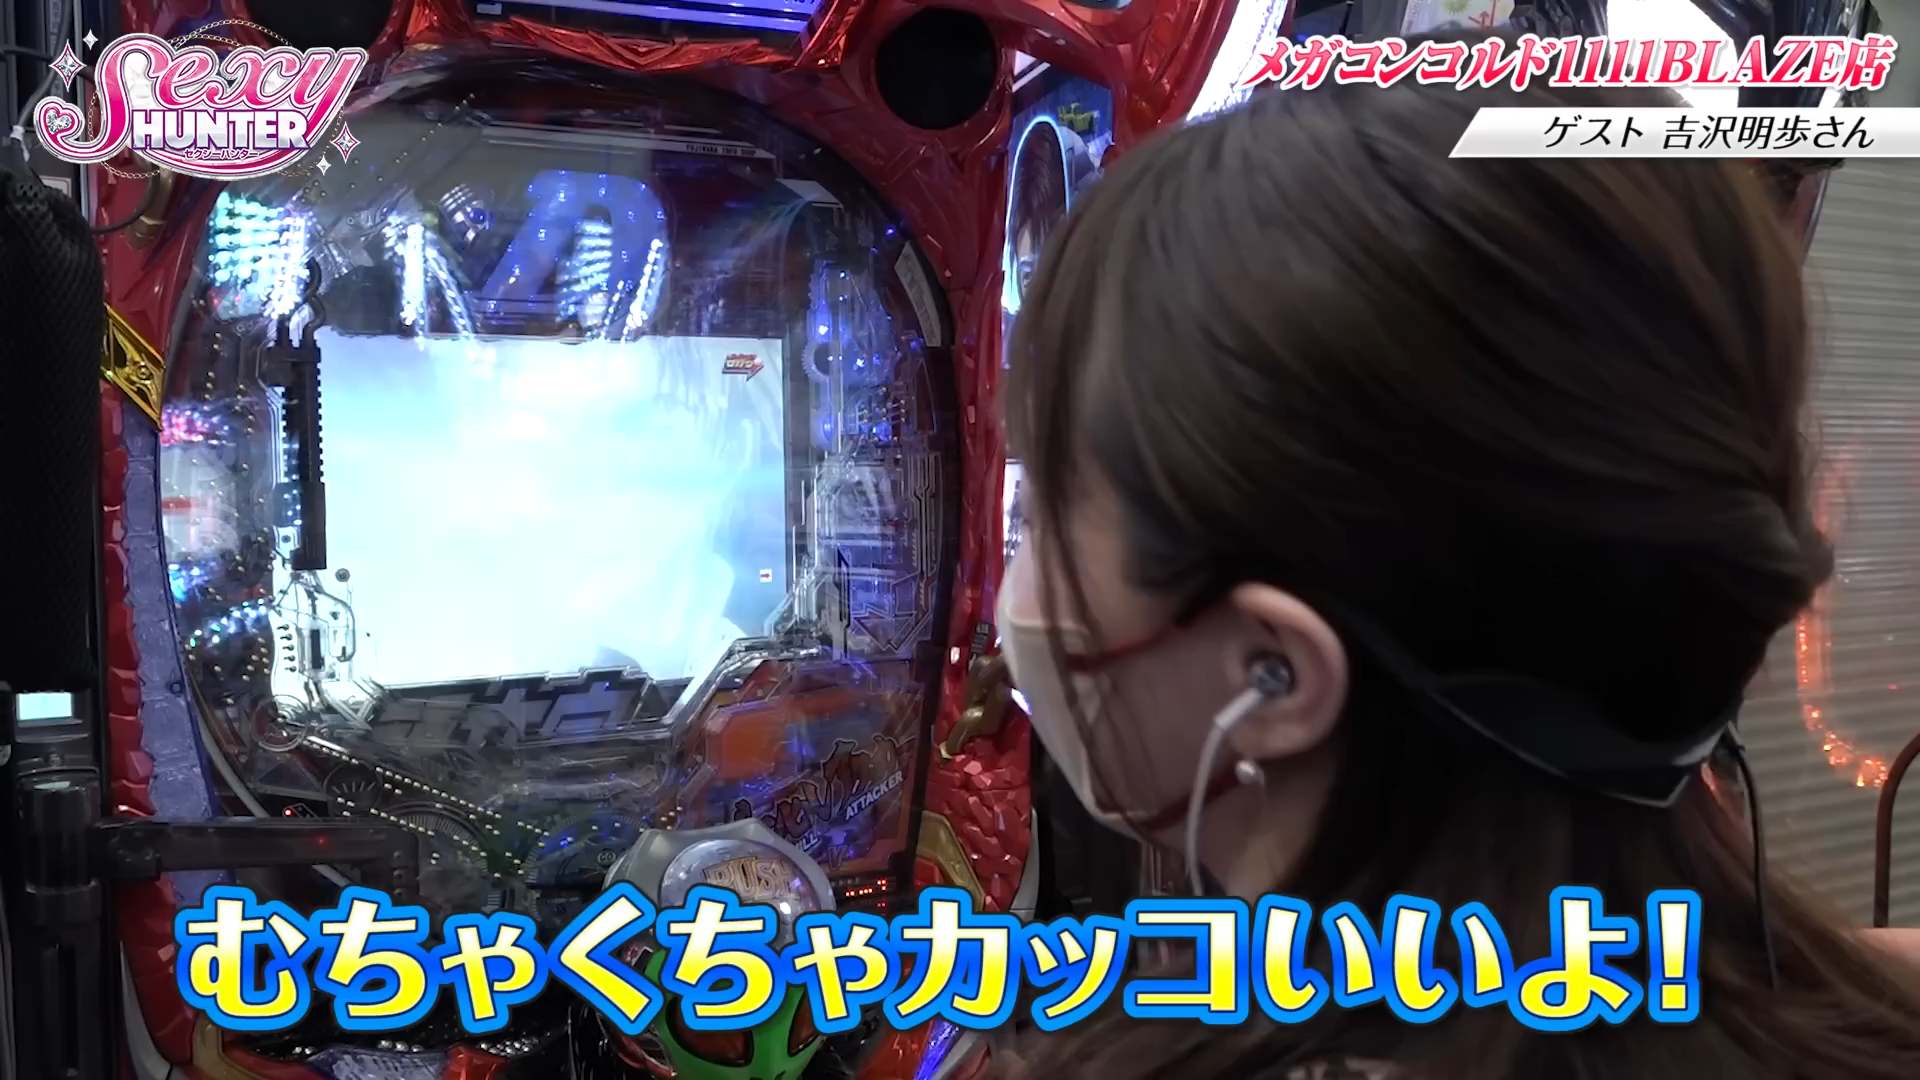 Sexy
HUNTER
セクシーハンター
メガコンコルド1111BLAZE店
ゲスト 吉沢明歩さん
ATTACKER
PUSH
むちゃくちゃカッコいいよ!